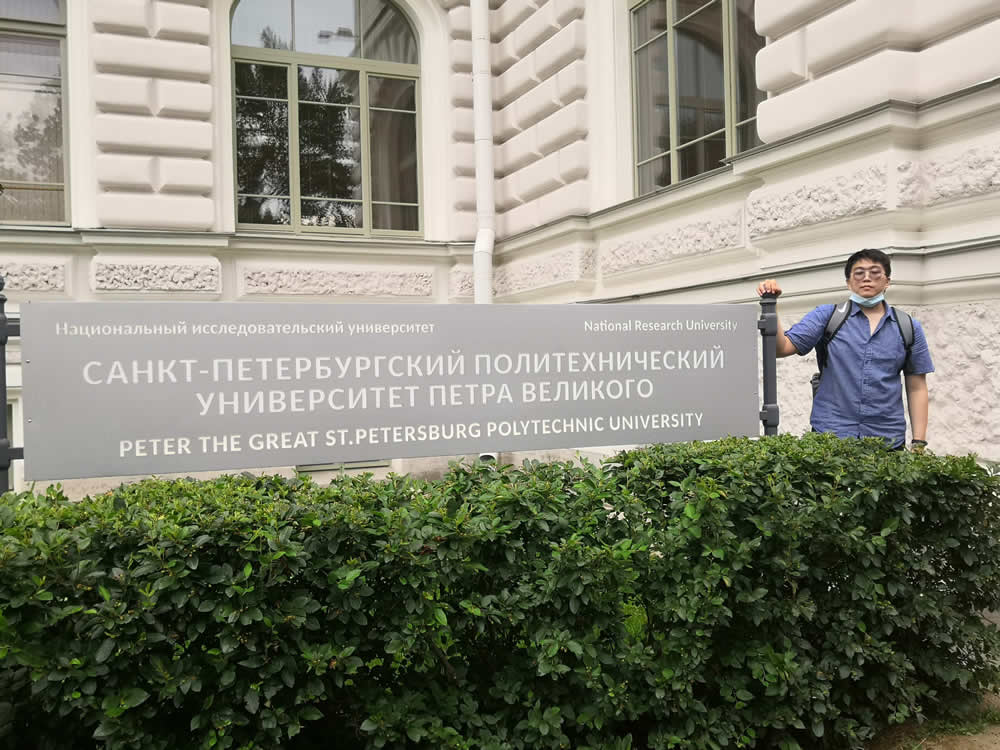 Национальный исследовательский университет
National Research University
САНКТ-ПЕТЕРБУРГСКИЙ ПОЛИТЕХНИЧЕСКИЙ
УНИВЕРСИТЕТ ПЕТРА ВЕЛИКОГО
PETER THE GREAT ST.PETERSBURG POLYTECHNIC UNIVERSITY